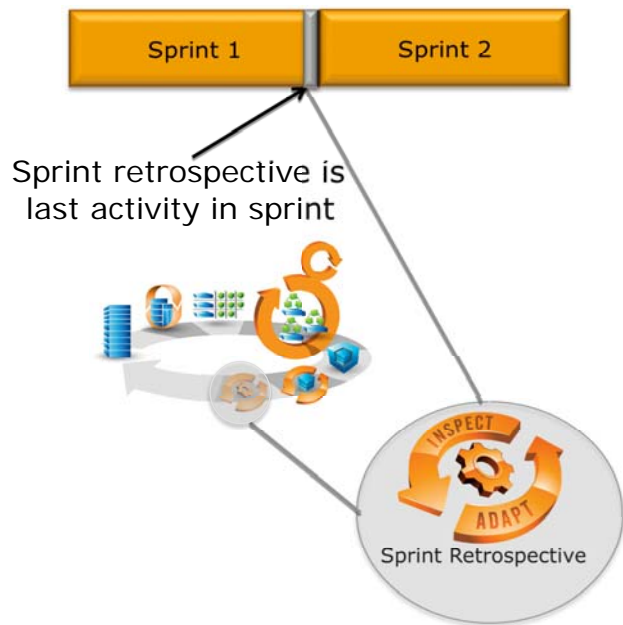 Sprint 1
Sprint 2
Sprint retrospective is
last activity in sprint
INSPECT
ADAPT
Sprint Retrospective